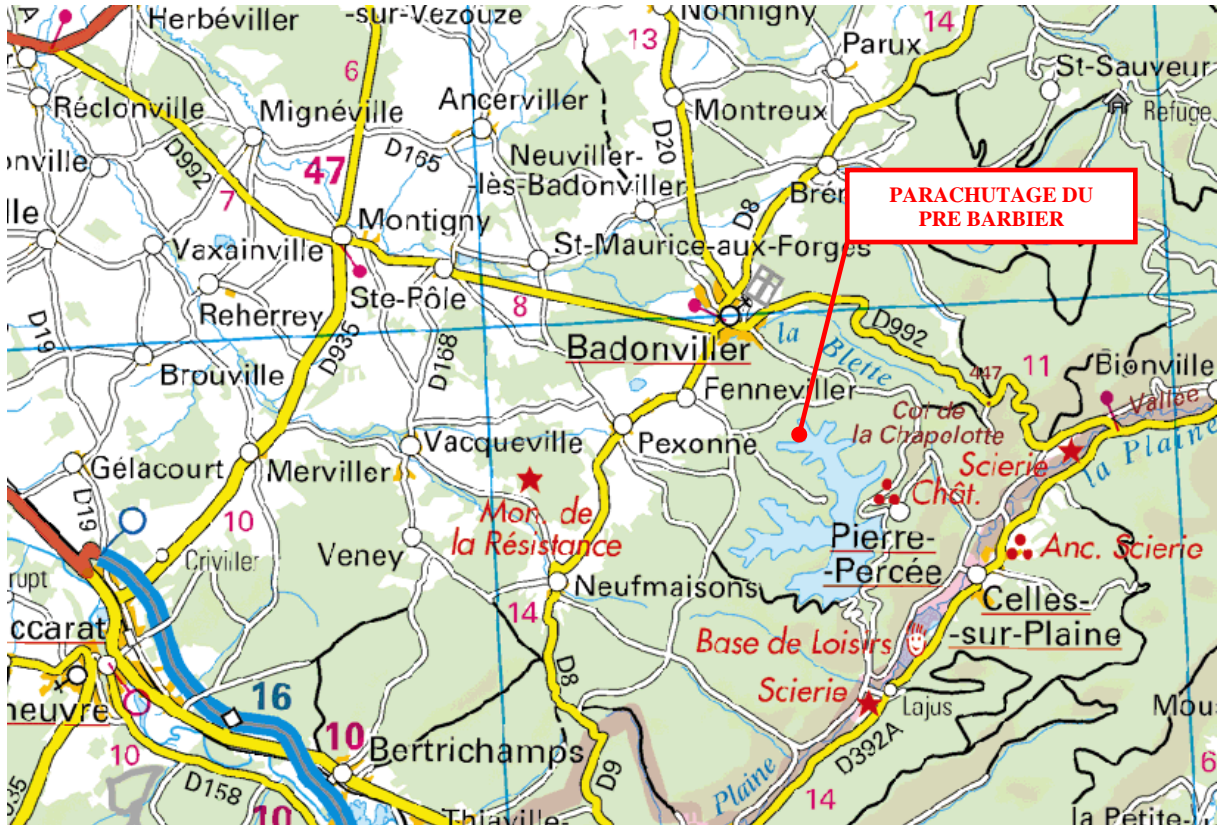 Herbéviller
-sur-Vezouze
Nonhigny
14
13
Parux
6
St-Sauveur
Réclonville
Mignéville
Ancerviller
Montreux
Refuge
onville
D992
47
D165
Neuviller-
-lès-Badonviller
D20
7
Brém
PARACHUTAGE DU
PRE BARBIER
lle
Montigny
D8
Vaxainville
St-Maurice-aux-Forges
Ste-Pôle
8
Reherrey
D19
D935
D168
Badonviller
la Blette
D992
11
Bionville
Brouville
447
Fenneviller
Vallée
Col de
la Chapelotte
la Plaine
Vacqueville
Pexonne
Scierie
Gélacourt
Merviller
Chât.
D19
10
Mon. de
la Résistance
Pierre-
-Percée
Anc. Scierie
Criviller
Veney
rupt
Neufmaisons
Celles-
-sur-Plaine
14
ccarat
Base de Loisirs
D8
Scierie
16
Lajus
neuvre
Mou
10
10
Bertrichamps
D392A
6
D9
Plaine
D158
14
935
10
Thiaville-
la Petite-